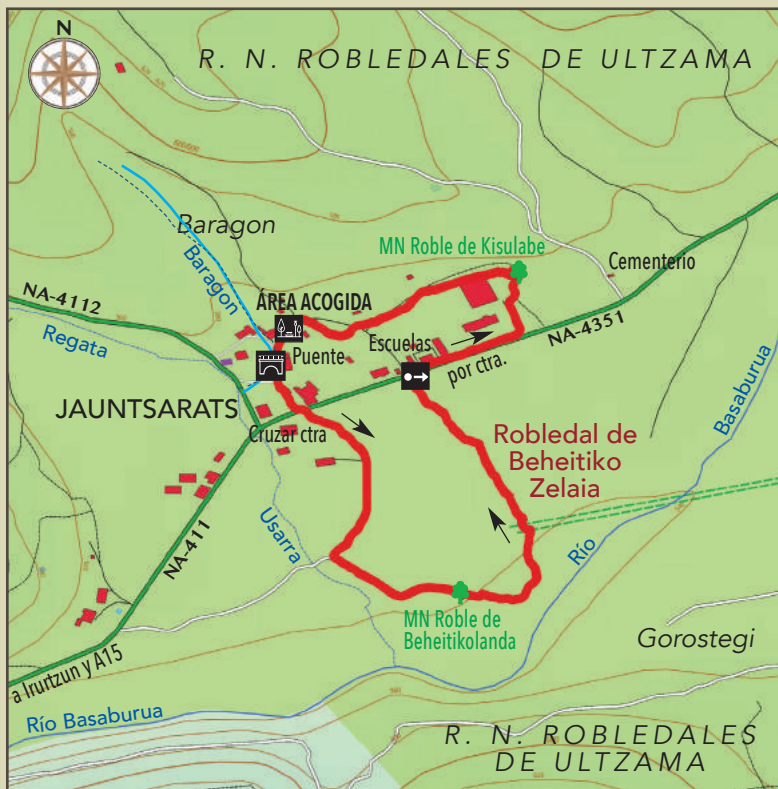 N
R. N. ROBLEDALES DE ULTZAMA
Baragon
Baragon
MN Roble de Kisulabe
Cementerio
NA-4112
ÁREA ACOGIDA
NA-4351
Regata
Puente
Escuelas
por ctra.
Basaburua
JAUNTSARATS
Cruzar ctra
Robledal de
Beheitiko
Zelaia
Usarra
NA-411
Río
MN Roble de
Beheitikolanda
Gorostegi
a Irurtzun y A15
Río Basaburua
R. N. ROBLEDALES
DE ULTZAMA